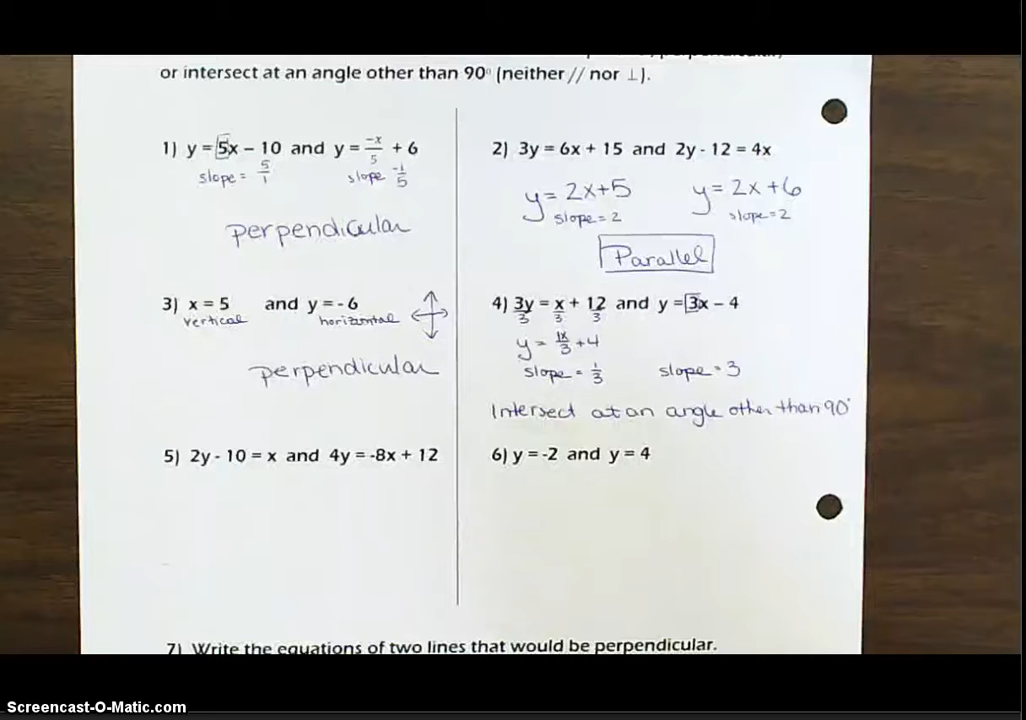 or intersect at an angle other than 90° (neither // nor ⊥).
1) y = 5x – 10 and y = -x/5 + 6
slope = 5/1 slope -1/5
perpendicular
2) 3y = 6x + 15 and 2y - 12 = 4x
y = 2x+5 y = 2x+6
slope = 2 slope = 2
Parallel
3) x = 5 and y = - 6
vertical horizontal
perpendicular
4) 3y/3 = x/3 + 12/3 and y = 3x – 4
y = 1x/3 + 4
slope = 1/3 slope = 3
Intersect at an angle other than 90°
5) 2y - 10 = x and 4y = -8x + 12
6) y = -2 and y = 4
7) Write the equations of two lines that would be perpendicular.
Screencast-O-Matic.com